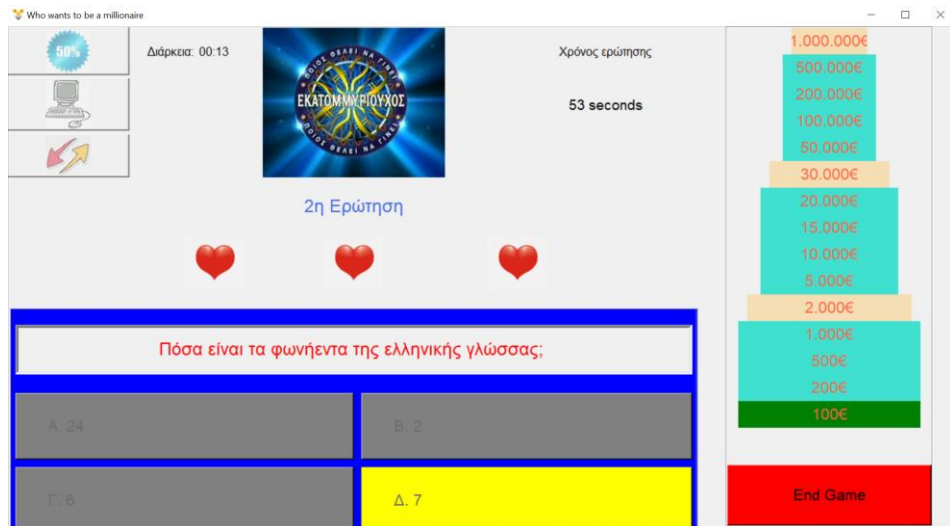 Who wants to be a millionaire
50%
Διάρκεια: 00:13
ΠΟΙΟΣ ΘΕΛΕΙ ΝΑ ΓΙΝΕΙ
ΕΚΑΤΟΜΜΥΡΙΟΥΧΟΣ
ΠΟΙΟΣ ΘΕΛΕΙ ΝΑ ΓΙΝΕΙ
Χρόνος ερώτησης
53 seconds
2η Ερώτηση
Πόσα είναι τα φωνήεντα της ελληνικής γλώσσας;
Α. 24
Β. 2
Γ. 6
Δ. 7
1.000.000€
500.000€
200.000€
100.000€
50.000€
30.000€
20.000€
15.000€
10.000€
5.000€
2.000€
1.000€
500€
200€
100€
End Game